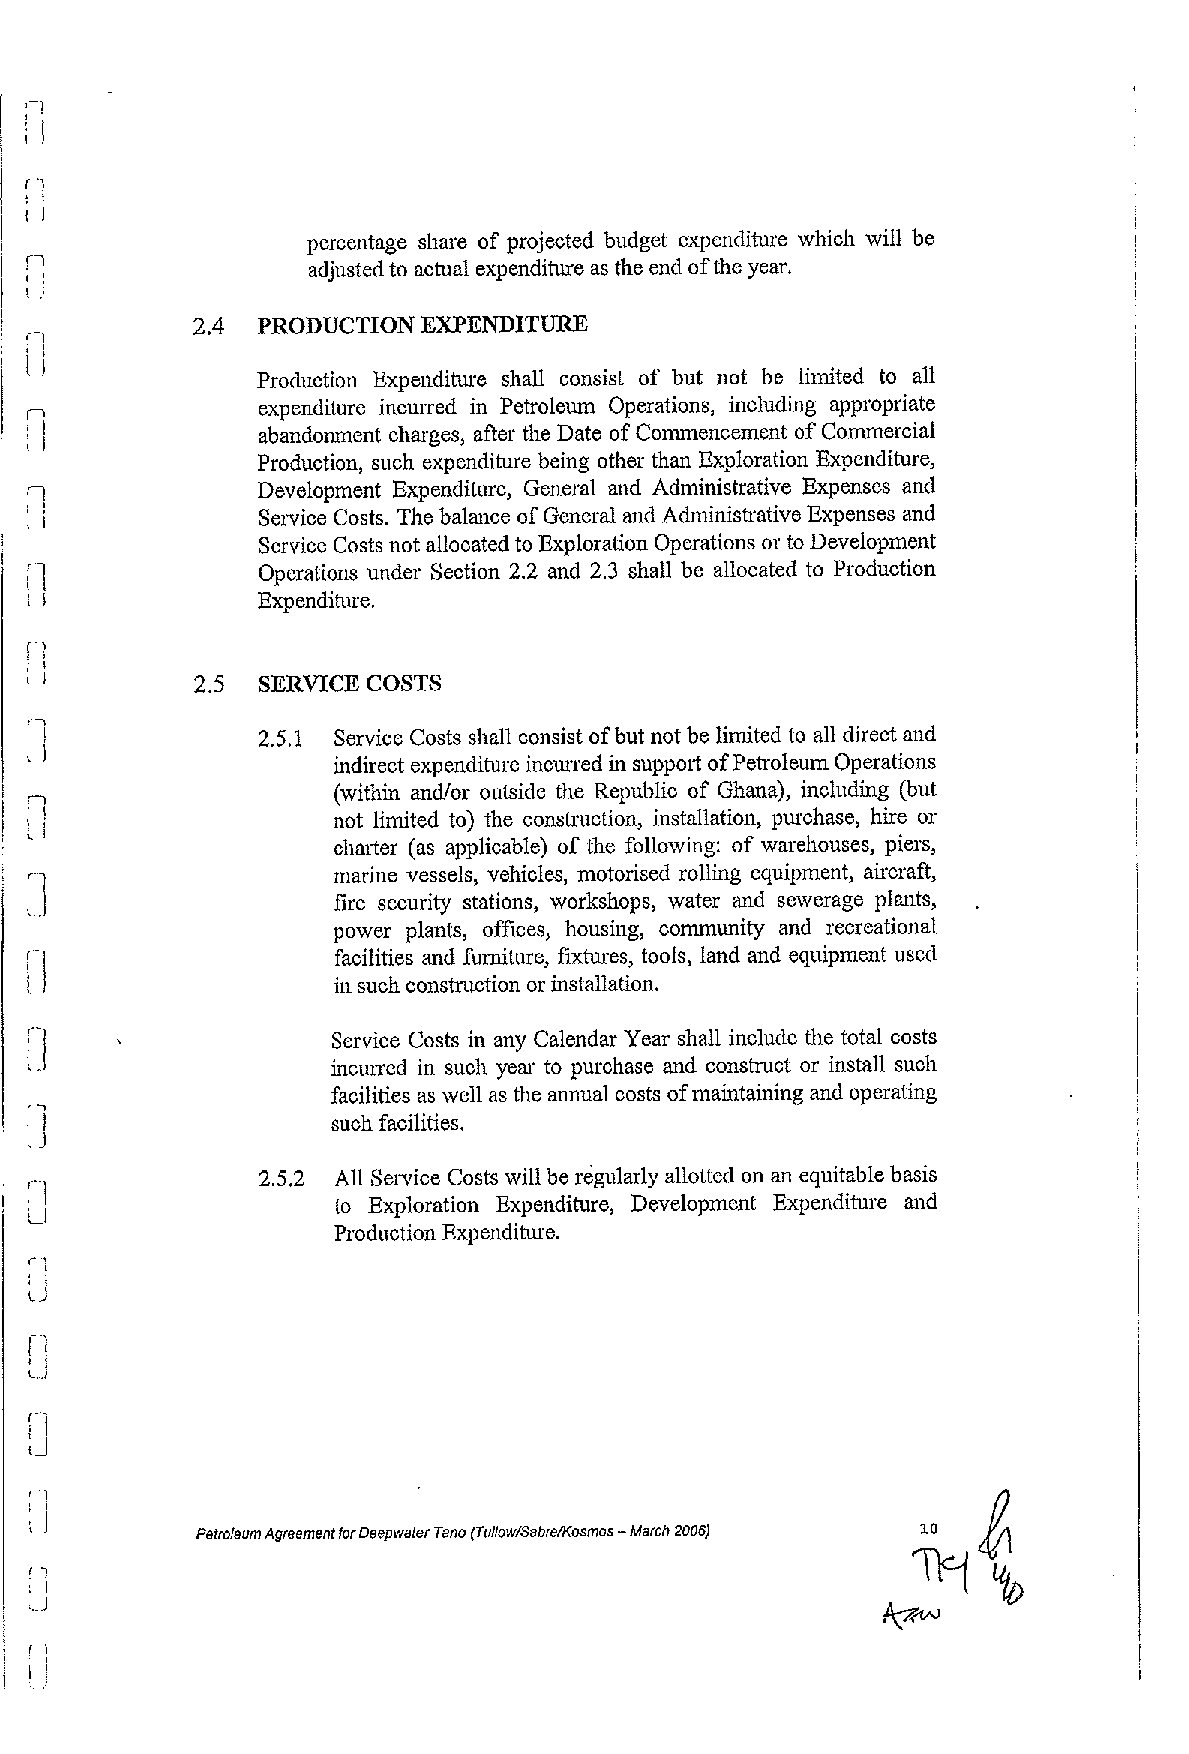 percentage share of projected budget expenditure which will be
adjusted to actual expenditure as the end of the year.
2.4 PRODUCTION EXPENDITURE
Production Expenditure shall consist of but not be limited to all
expenditure incurred in Petroleum Operations, including appropriate
abandonment charges, after the Date of Commencement of Commercial
Production, such expenditure being other than Exploration Expenditure,
Development Expenditure, General and Administrative Expenses and
Service Costs. The balance of General and Administrative Expenses and
Service Costs not allocated to Exploration Operations or to Development
Operations under Section 2.2 and 2.3 shall be allocated to Production
Expenditure.
2.5 SERVICE COSTS
2.5.1 Service Costs shall consist of but not be limited to all direct and
indirect expenditure incurred in support of Petroleum Operations
(within and/or outside the Republic of Ghana), including (but
not limited to) the construction, installation, purchase, hire or
charter (as applicable) of the following: of warehouses, piers,
marine vessels, vehicles, motorised rolling equipment, aircraft,
fire security stations, workshops, water and sewerage plants,
power plants, offices, housing, community and recreational
facilities and furniture, fixtures, tools, land and equipment used
in such construction or installation.
Service Costs in any Calendar Year shall include the total costs
incurred in such year to purchase and construct or install such
facilities as well as the annual costs of maintaining and operating
such facilities.
2.5.2 All Service Costs will be regularly allotted on an equitable basis
to Exploration Expenditure, Development Expenditure and
Production Expenditure.
Petroleum Agreement for Deepwater Tano (Tullow/Sabre/Kosmos – March 2006) 10